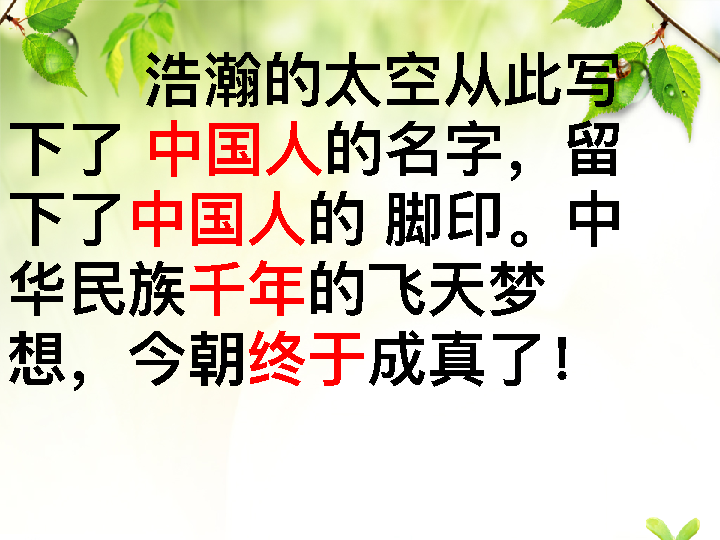 浩瀚的太空从此写
下了 中国人的名字，留
下了中国人的 脚印。中
华民族千年的飞天梦
想，今朝终于成真了！